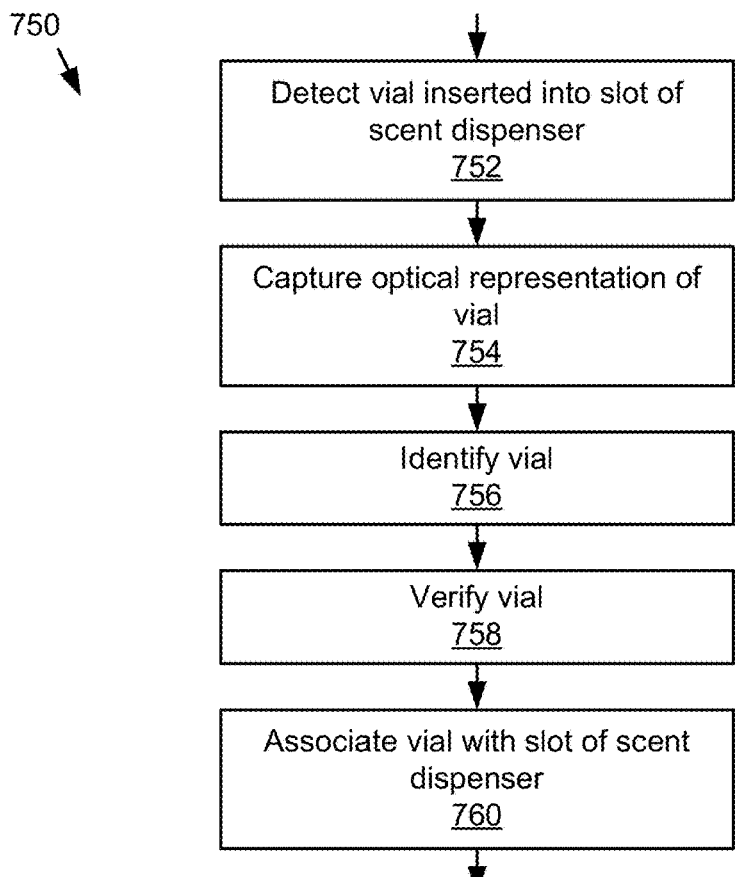 750
Detect vial inserted into slot of
scent dispenser
752
Capture optical representation of
vial
754
Identify vial
756
Verify vial
758
Associate vial with slot of scent
dispenser
760